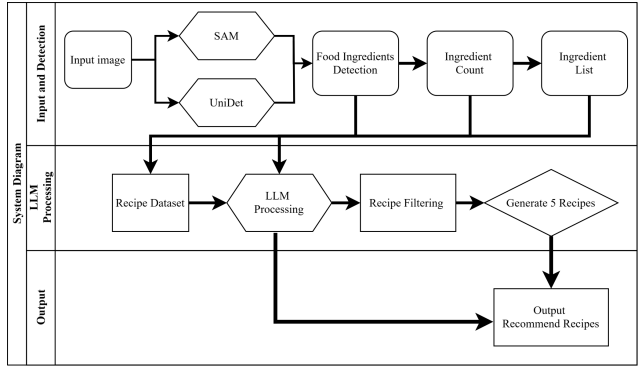 System Diagram
Input and Detection
Input image
SAM
UniDet
Food Ingredients
Detection
Ingredient
Count
Ingredient
List
LLM
Processing
Recipe Dataset
LLM
Processing
Recipe Filtering
Generate 5 Recipes
Output
Output
Recommend Recipes